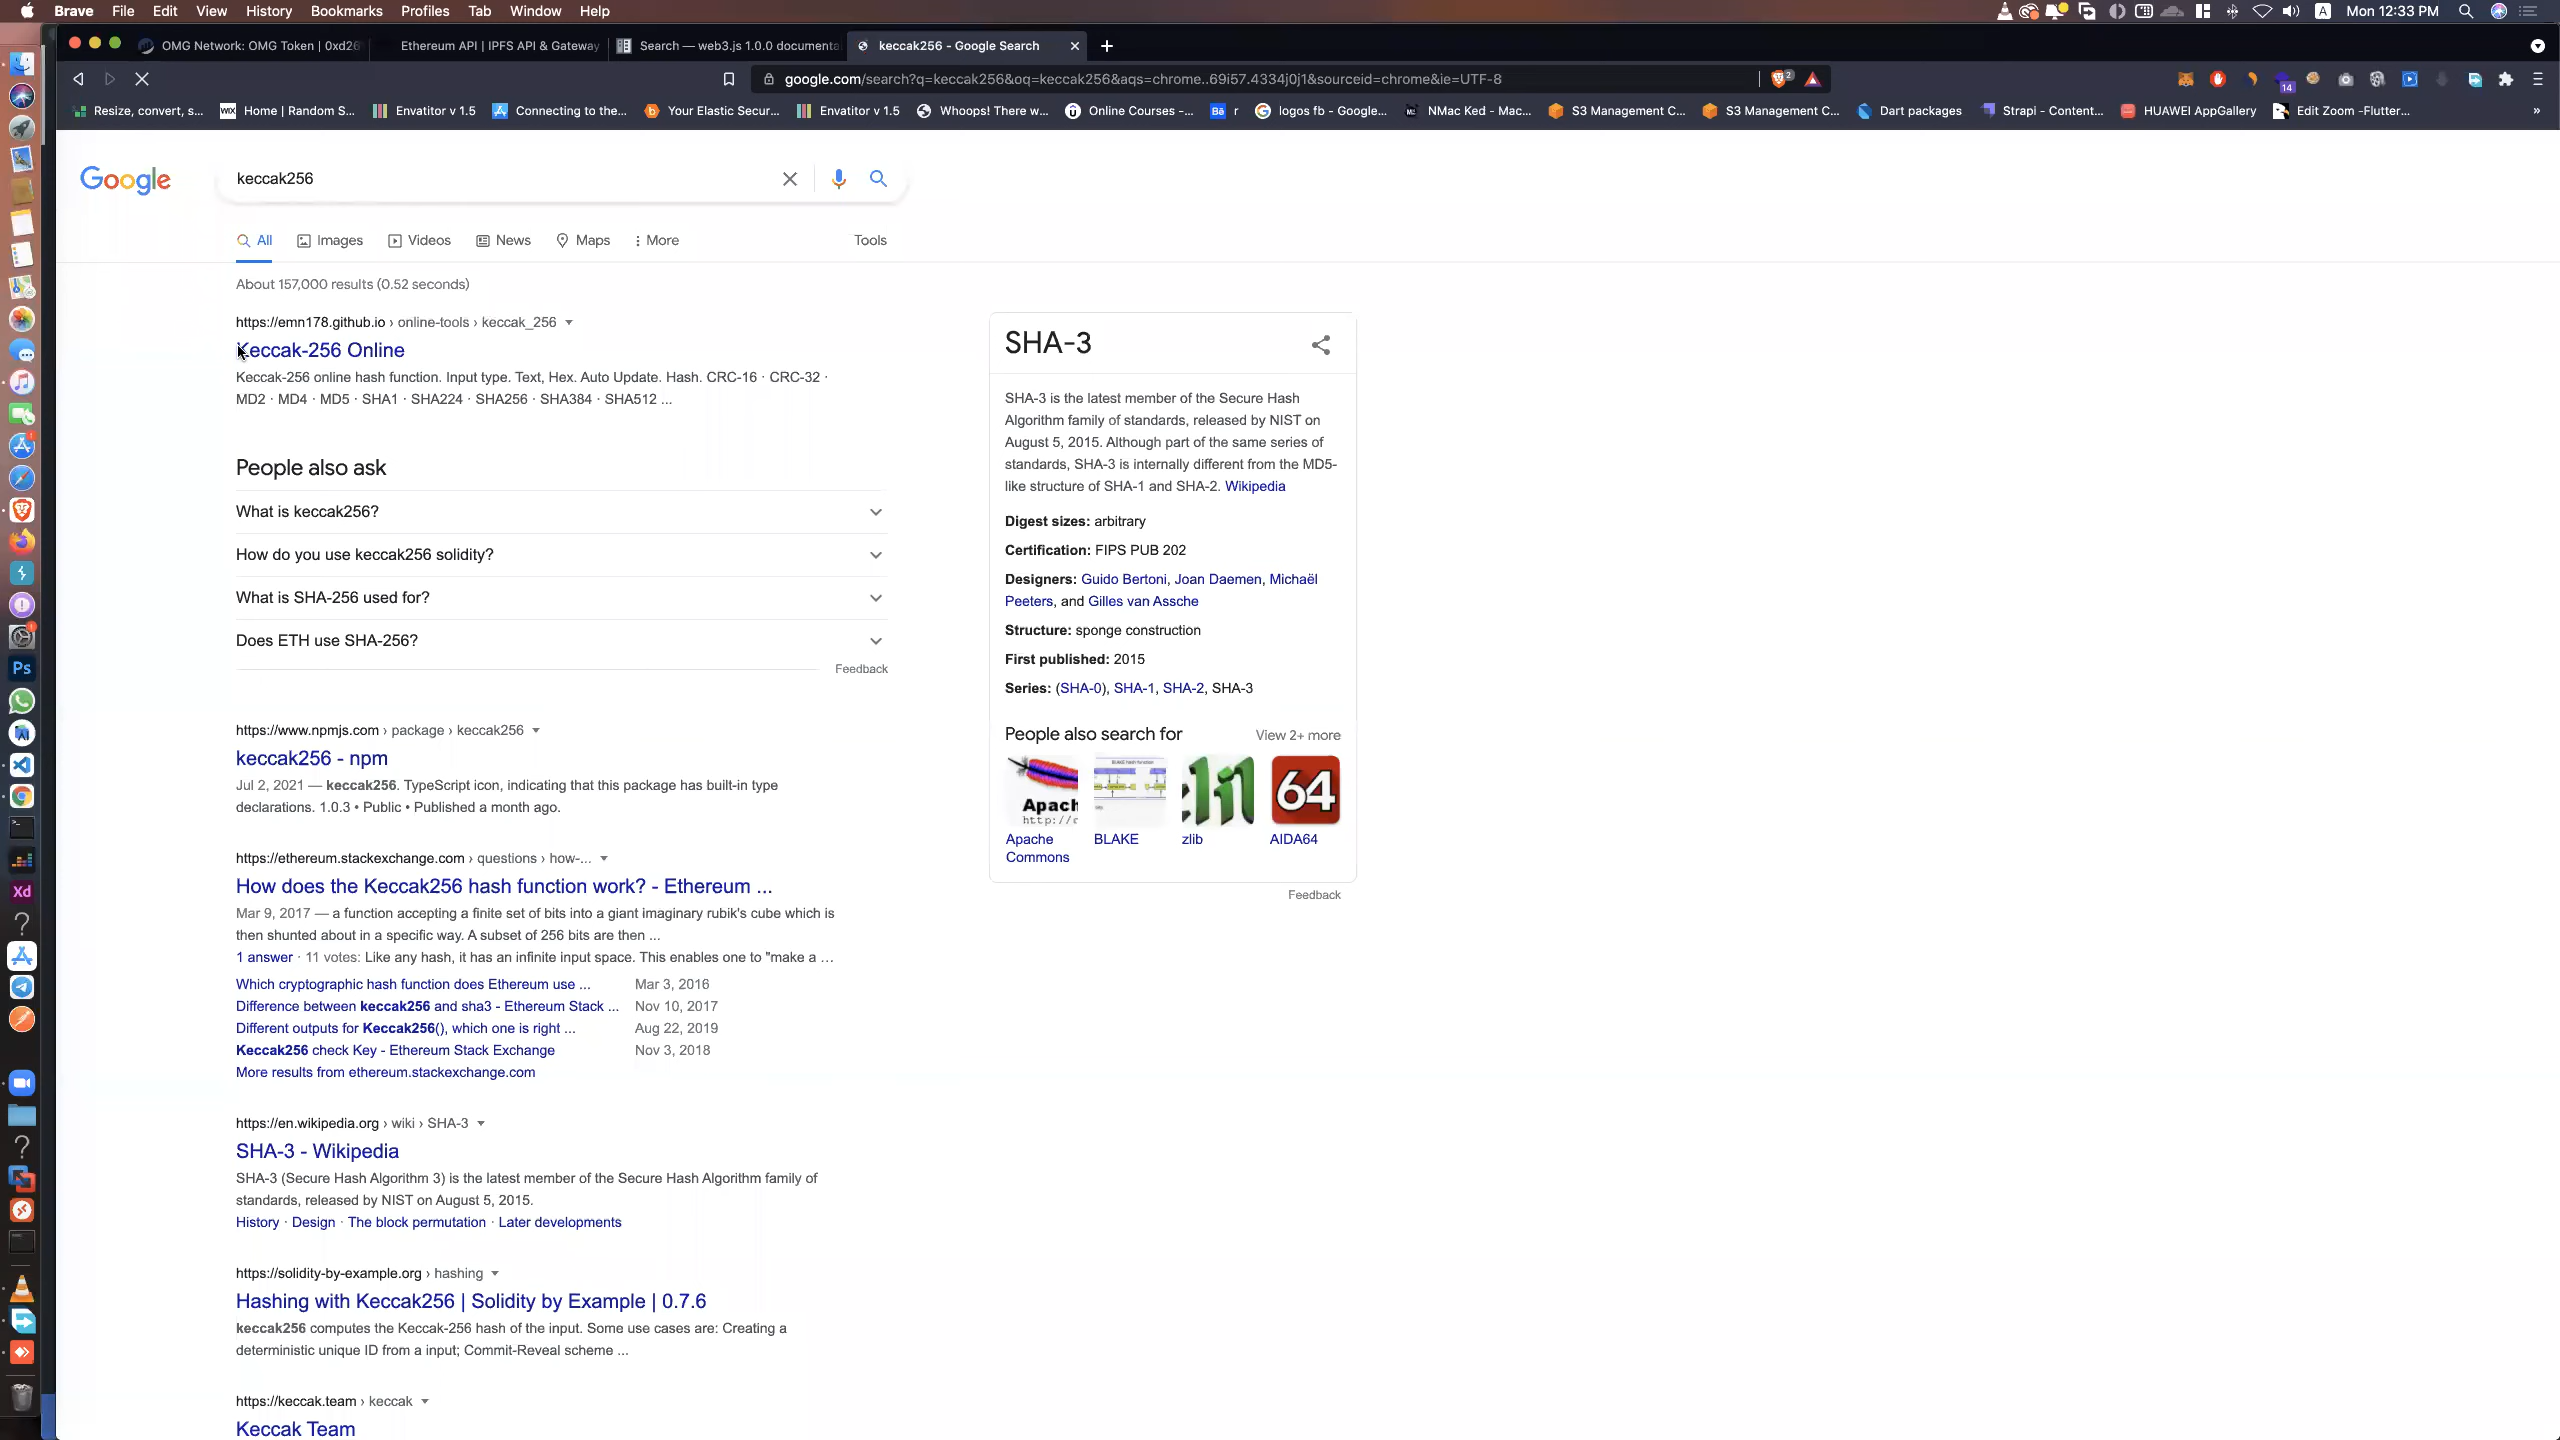 Brave File Edit View History Bookmarks Profiles Tab Window Help
A Mon 12:33 PM
OMG Network: OMG Token | 0xd26
Ethereum API | IPFS API & Gateway
Search — web3.js 1.0.0 documenta
keccak256 - Google Search
google.com/search?q=keccak256&oq=keccak256&aqs=chrome..69i57.4334j0j1&sourceid=chrome&ie=UTF-8
2
14
Resize, convert, s...
WiX Home | Random S...
Envatitor v 1.5
Connecting to the...
Your Elastic Secur...
Envatitor v 1.5
Whoops! There w...
Online Courses -...
Bē r
logos fb - Google...
NMac Ked - Mac...
S3 Management C...
S3 Management C...
Dart packages
Strapi - Content...
HUAWEI AppGallery
Edit Zoom -Flutter...
»
Google
keccak256
All Images Videos News Maps More Tools
About 157,000 results (0.52 seconds)
https://emn178.github.io › online-tools › keccak_256
Keccak-256 Online
Keccak-256 online hash function. Input type. Text, Hex. Auto Update. Hash. CRC-16 · CRC-32 ·
MD2 · MD4 · MD5 · SHA1 · SHA224 · SHA256 · SHA384 · SHA512 ...
People also ask
What is keccak256?
How do you use keccak256 solidity?
What is SHA-256 used for?
Does ETH use SHA-256?
Feedback
https://www.npmjs.com › package › keccak256
keccak256 - npm
Jul 2, 2021 — keccak256. TypeScript icon, indicating that this package has built-in type
declarations. 1.0.3 • Public • Published a month ago.
https://ethereum.stackexchange.com › questions › how-...
How does the Keccak256 hash function work? - Ethereum ...
Mar 9, 2017 — a function accepting a finite set of bits into a giant imaginary rubik's cube which is
then shunted about in a specific way. A subset of 256 bits are then ...
1 answer · 11 votes: Like any hash, it has an infinite input space. This enables one to "make a ...
Which cryptographic hash function does Ethereum use ... Mar 3, 2016
Difference between keccak256 and sha3 - Ethereum Stack ... Nov 10, 2017
Different outputs for Keccak256(), which one is right ... Aug 22, 2019
Keccak256 check Key - Ethereum Stack Exchange Nov 3, 2018
More results from ethereum.stackexchange.com
https://en.wikipedia.org › wiki › SHA-3
SHA-3 - Wikipedia
SHA-3 (Secure Hash Algorithm 3) is the latest member of the Secure Hash Algorithm family of
standards, released by NIST on August 5, 2015.
History · Design · The block permutation · Later developments
https://solidity-by-example.org › hashing
Hashing with Keccak256 | Solidity by Example | 0.7.6
keccak256 computes the Keccak-256 hash of the input. Some use cases are: Creating a
deterministic unique ID from a input; Commit-Reveal scheme ...
https://keccak.team › keccak
Keccak Team
SHA-3
SHA-3 is the latest member of the Secure Hash
Algorithm family of standards, released by NIST on
August 5, 2015. Although part of the same series of
standards, SHA-3 is internally different from the MD5-
like structure of SHA-1 and SHA-2. Wikipedia
Digest sizes: arbitrary
Certification: FIPS PUB 202
Designers: Guido Bertoni, Joan Daemen, Michaël
Peeters, and Gilles van Assche
Structure: sponge construction
First published: 2015
Series: (SHA-0), SHA-1, SHA-2, SHA-3
People also search for
View 2+ more
Apach
64
Apache
Commons
BLAKE
zlib
AIDA64
Feedback
Ps
Xd